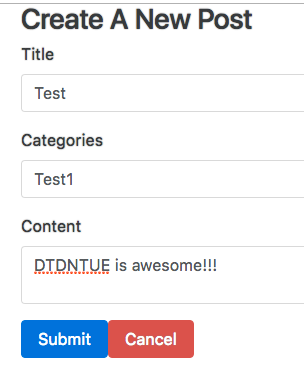 Create A New Post
Title
Test
Categories
Test1
Content
DTDNTUE is awesome!!!
Submit Cancel